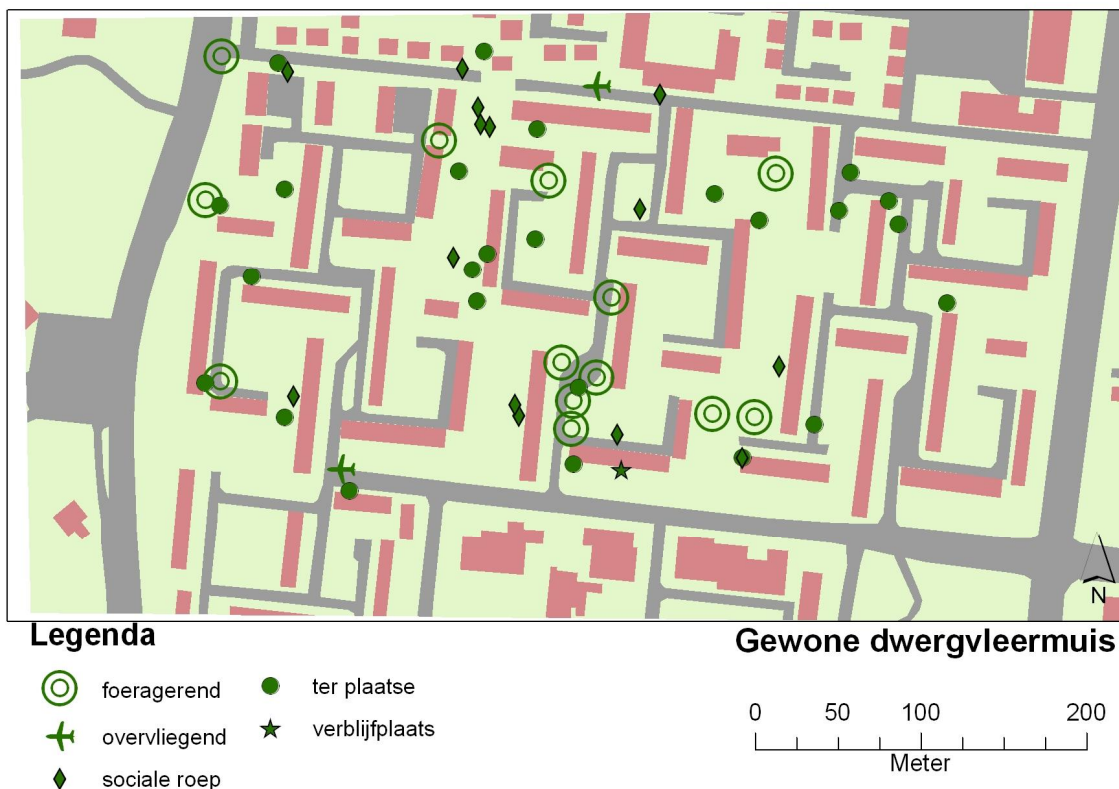 N
Legenda
foeragerend
overvliegend
sociale roep
ter plaatse
verblijfplaats
Gewone dwergvleermuis
0 50 100 200
Meter